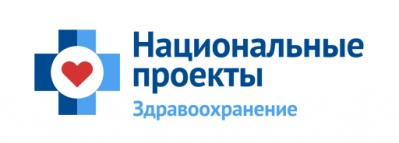 Национальные
проекты
Здравоохранение